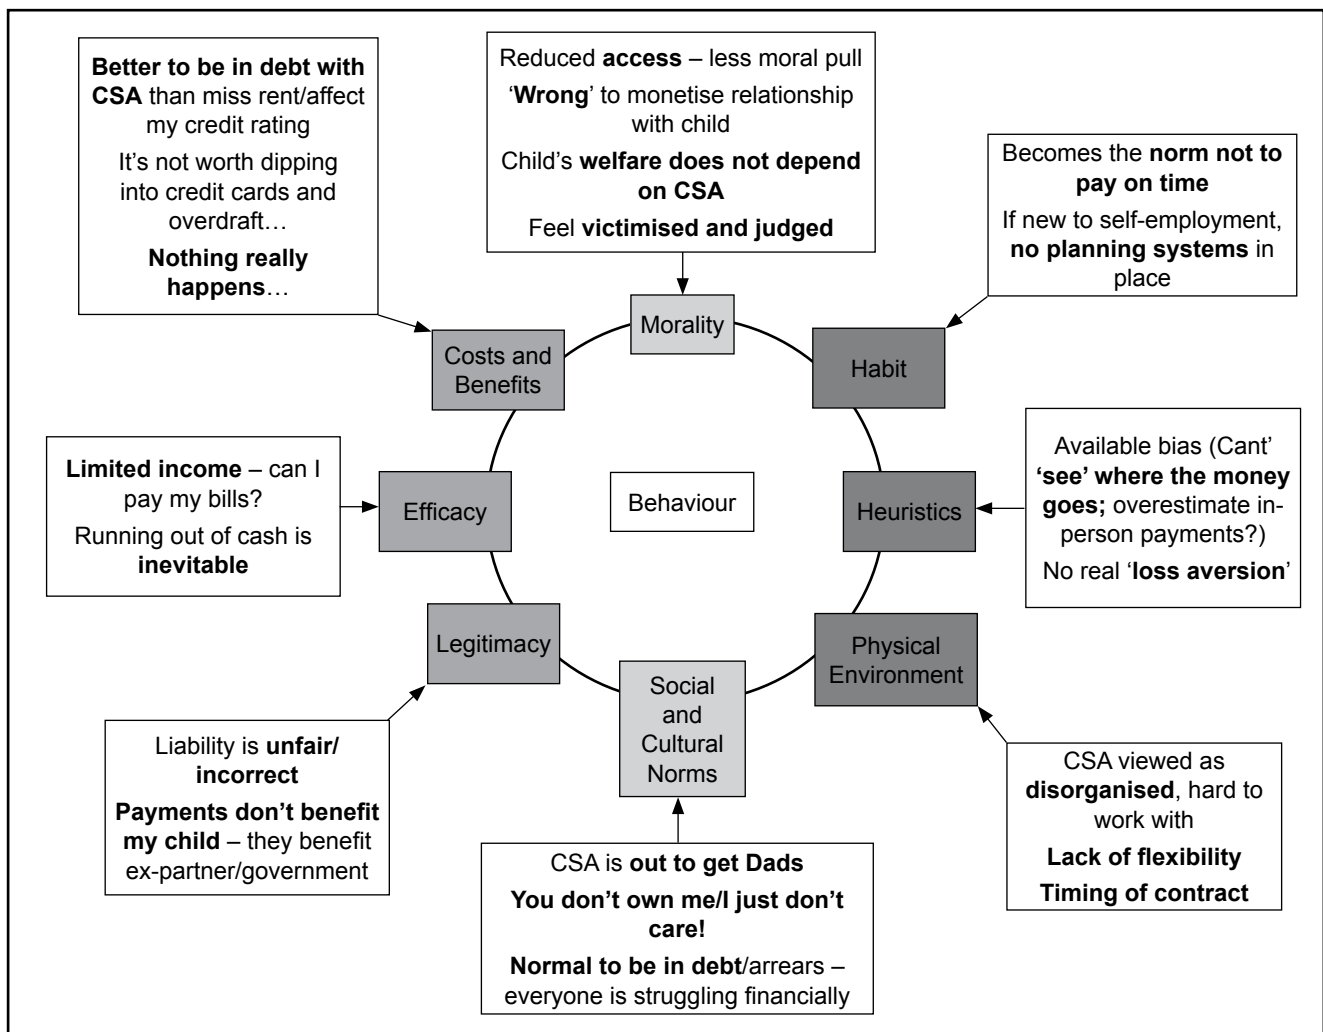 Better to be in debt with
CSA than miss rent/affect
my credit rating
It’s not worth dipping
into credit cards and
overdraft…
Nothing really
happens…
Reduced access – less moral pull
‘Wrong’ to monetise relationship
with child
Child’s welfare does not depend
on CSA
Feel victimised and judged
Becomes the norm not to
pay on time
If new to self-employment,
no planning systems in
place
Morality
Costs and
Benefits
Habit
Limited income – can I
pay my bills?
Running out of cash is
inevitable
Efficacy
Behaviour
Heuristics
Available bias (Cant’
‘see’ where the money
goes; overestimate in-
person payments?)
No real ‘loss aversion’
Legitimacy
Social
and
Cultural
Norms
Physical
Environment
Liability is unfair/
incorrect
Payments don’t benefit
my child – they benefit
ex-partner/government
CSA is out to get Dads
You don’t own me/I just don’t
care!
Normal to be in debt/arrears –
everyone is struggling financially
CSA viewed as
disorganised, hard to
work with
Lack of flexibility
Timing of contract